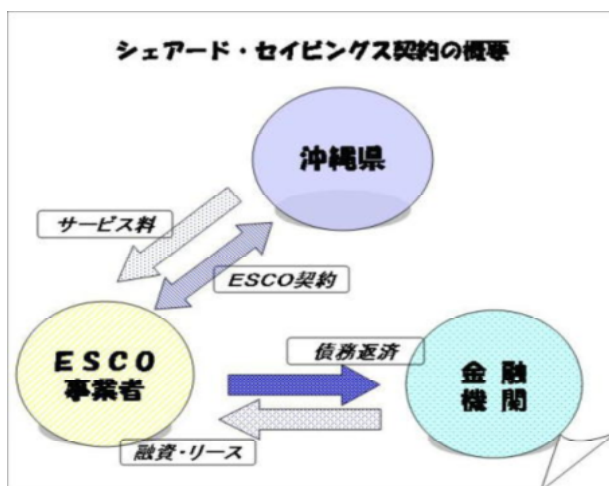 シェアード・セイビングス契約の概要
沖縄県
サービス料
ESCO契約
ESCO
事業者
債務返済
金融
機関
融資・リース